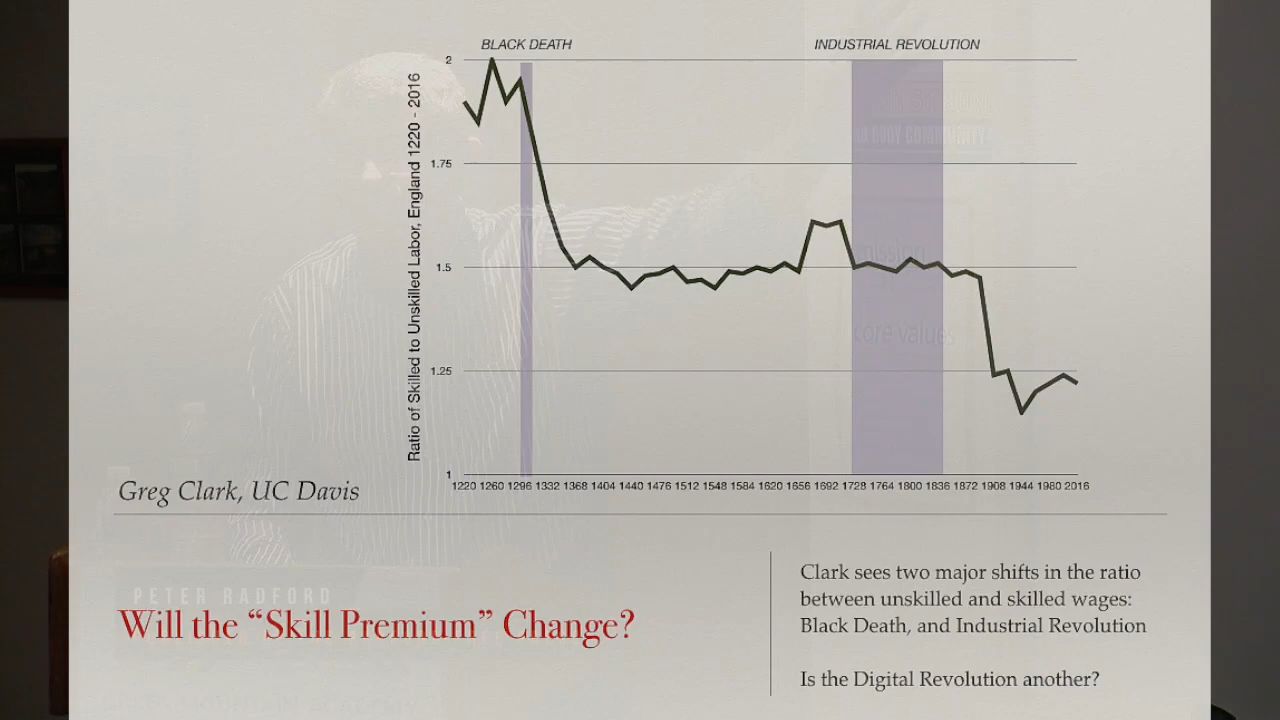 BLACK DEATH
INDUSTRIAL REVOLUTION
Ratio of Skilled to Unskilled Labor, England 1220 - 2016
2
1.75
1.5
1.25
1
1220 1260 1296 1332 1368 1404 1440 1476 1512 1548 1584 1620 1656 1692 1728 1764 1800 1836 1872 1908 1944 1980 2016
BODY COMMUNITY
core values
Greg Clark, UC Davis
PETER RADFORD
Will the “Skill Premium” Change?
Clark sees two major shifts in the ratio
between unskilled and skilled wages:
Black Death, and Industrial Revolution
Is the Digital Revolution another?